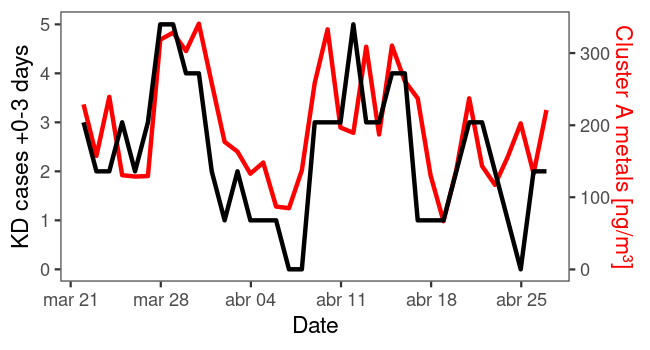 KD cases +0-3 days
5
4
3
2
1
0
300
200
100
0
Cluster A metals [ng/m³]
mar 21 mar 28 abr 04 abr 11 abr 18 abr 25
Date